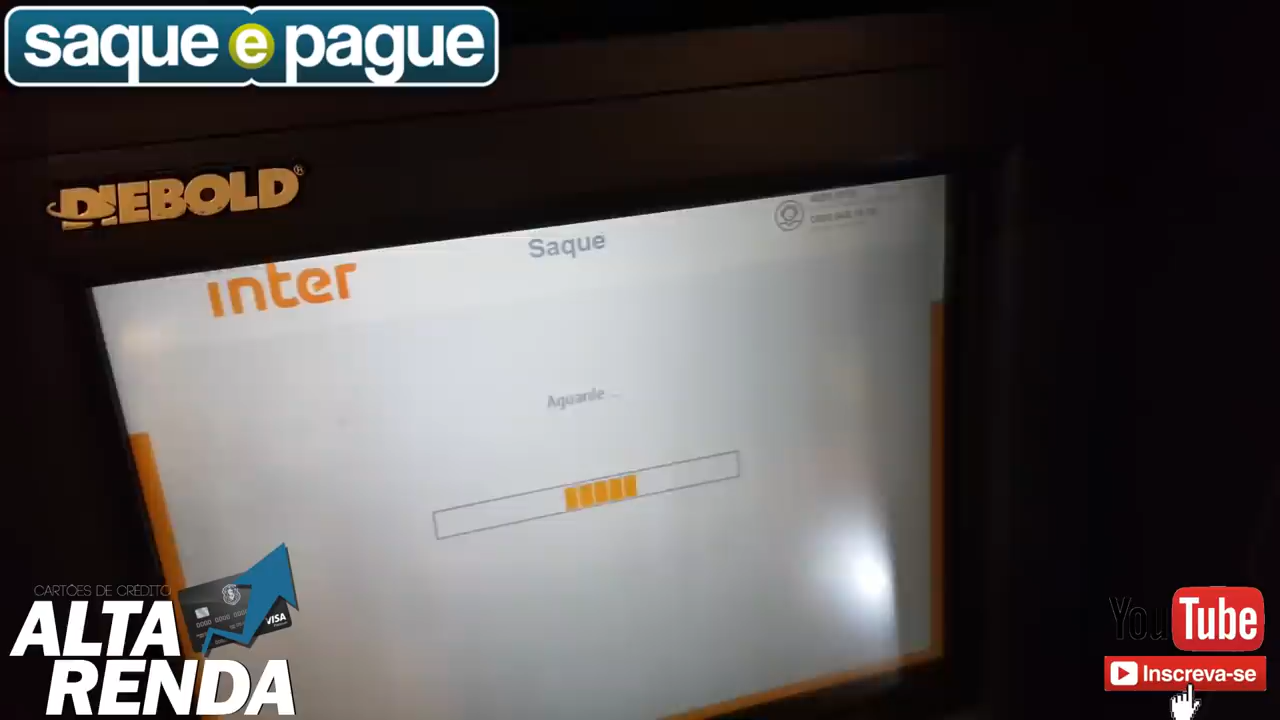 saque e pague
DIEBOLD®
Saque
inter
Aguarde ...
CARTÕES DE CRÉDITO
ALTA
RENDA
VISA
YouTube
Inscreva-se